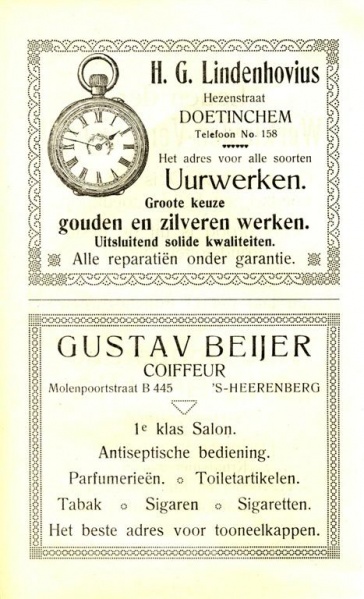 H. G. Lindenhovius
Hezenstraat
DOETINCHEM
Telefoon No. 158
Het adres voor alle soorten
Uurwerken.
Groote keuze
gouden en zilveren werken.
Uitsluitend solide kwaliteiten.
Alle reparatiën onder garantie.
GUSTAV BEIJER
COIFFEUR
Molenpoortstraat B 445 'S-HEERENBERG
1e klas Salon.
Antiseptische bediening.
Parfumerieën. o Toiletartikelen.
Tabak o Sigaren o Sigaretten.
Het beste adres voor tooneelkappen.